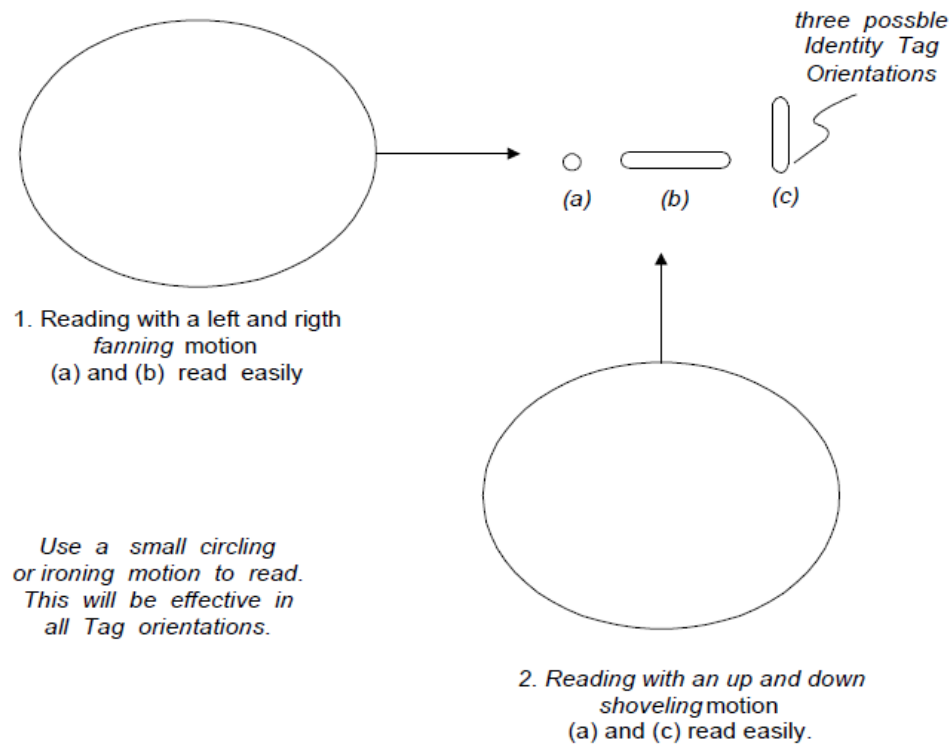 three possble
Identity Tag
Orientations
(a)
(b)
(c)
1. Reading with a left and rigth
fanning motion
(a) and (b) read easily
Use a small circling
or ironing motion to read.
This will be effective in
all Tag orientations.
2. Reading with an up and down
shoveling motion
(a) and (c) read easily.